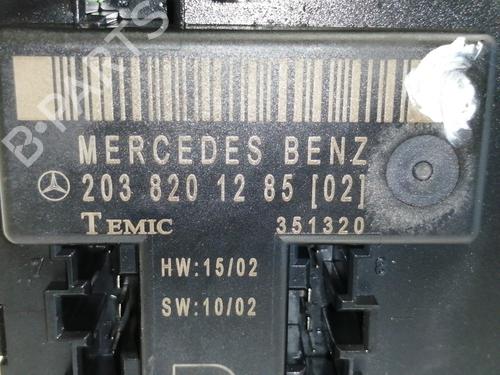 MERCEDES BENZ
203 820 12 85 [02]
TEMIC 351320
HW:15/02
SW:10/02
B-PARTS